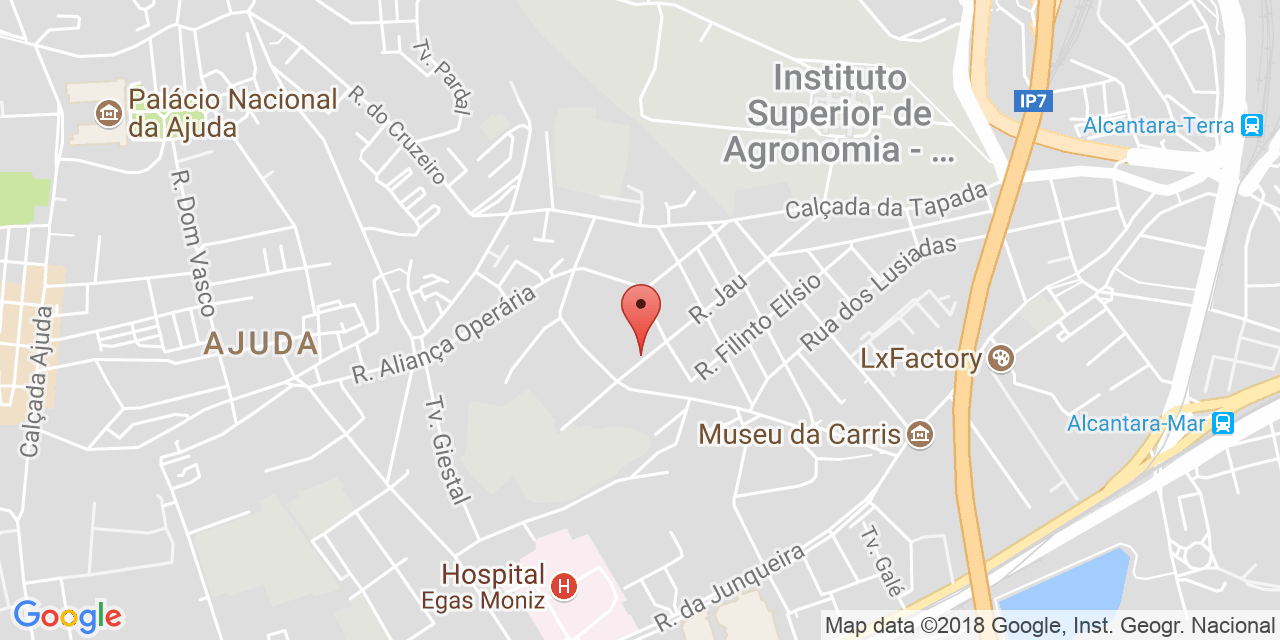 Tv. Pardal
Instituto
Superior de
Agronomia - ...
IP7
Alcantara-Terra
Palácio Nacional
da Ajuda
R. do Cruzeiro
R. Dom Vasco
Calçada da Tapada
Rua dos Lusiadas
R. Jau
R. Filinto Elísio
R. Aliança Operária
AJUDA
Calçada Ajuda
LxFactory
Alcantara-Mar
Museu da Carris
Tv. Giestal
Hospital
Egas Moniz
H
R. da Junqueira
Tv. Galé
Google
Map data ©2018 Google, Inst. Geogr. Nacional